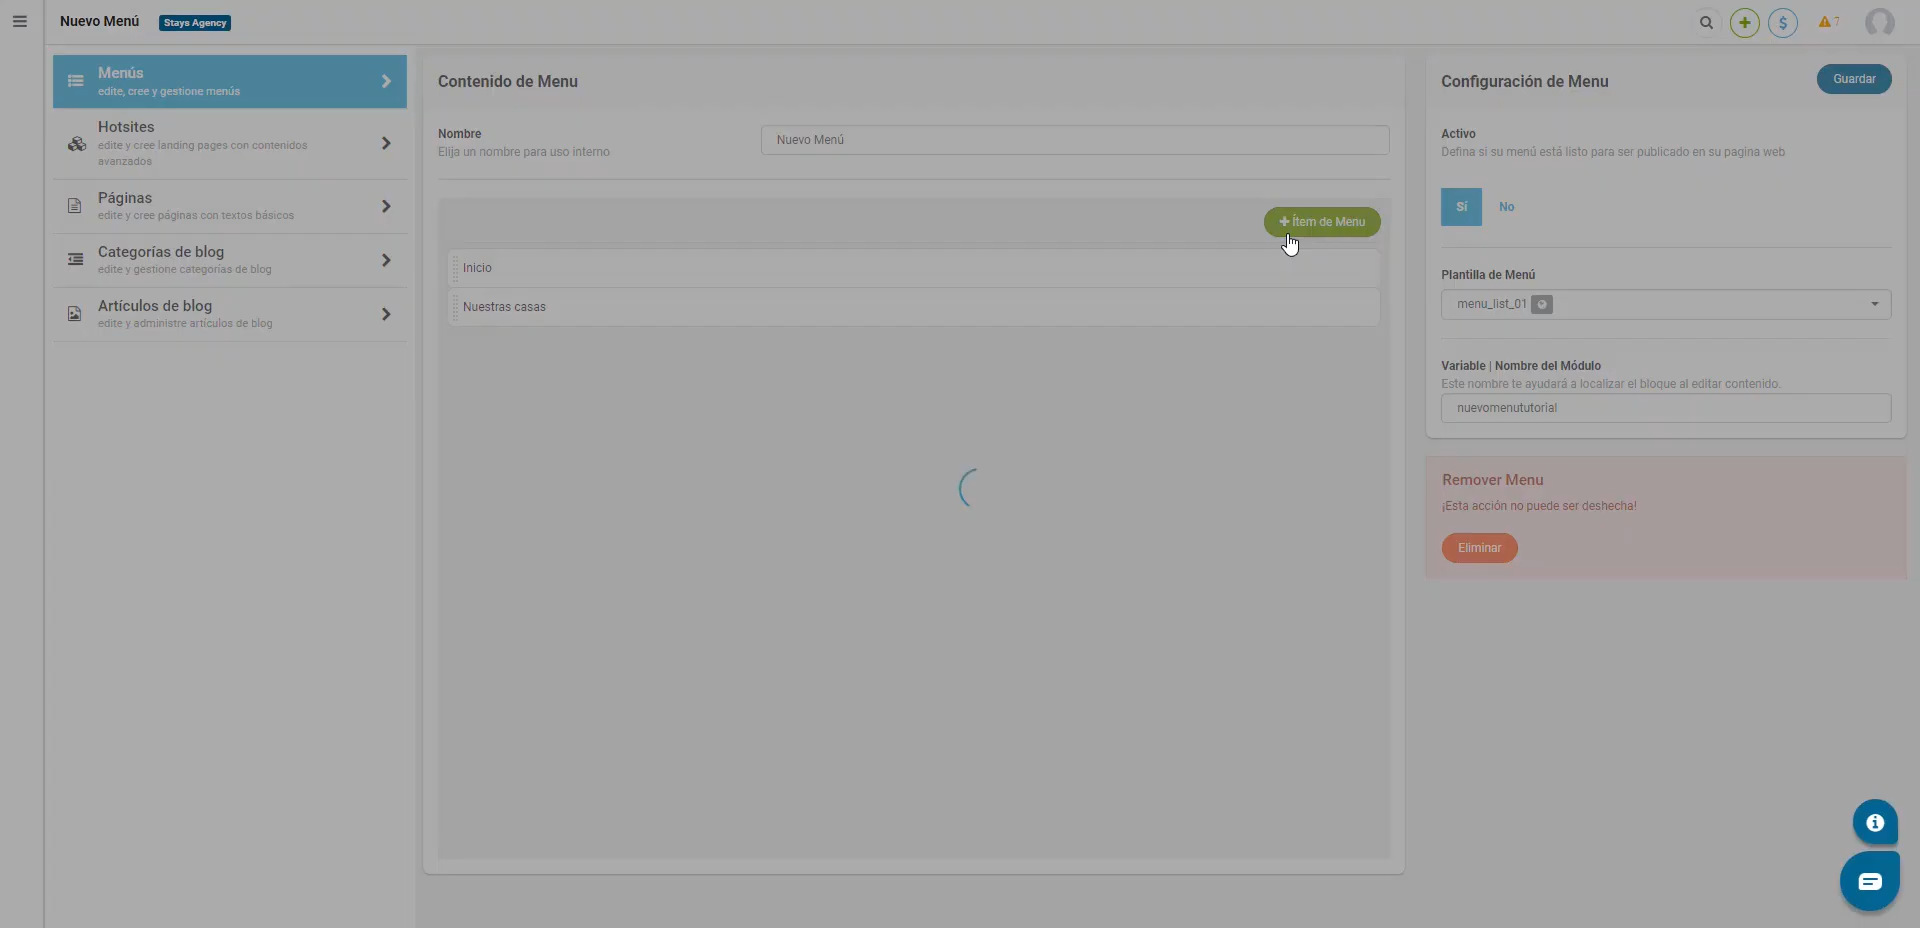 Nuevo Menú
Stays Agency
7
Menús
edite, cree y gestione menús
Hotsites
edite y cree landing pages con contenidos
avanzados
Páginas
edite y cree páginas con textos básicos
Categorías de blog
edite y gestione categorías de blog
Artículos de blog
edite y administre artículos de blog
Contenido de Menu
Nombre
Elija un nombre para uso interno
Nuevo Menú
Ítem de Menu
Inicio
Nuestras casas
Configuración de Menu
Guardar
Activo
Defina si su menú está listo para ser publicado en su pagina web
Sí
No
Plantilla de Menú
menu_list_01
Variable | Nombre del Módulo
Este nombre te ayudará a localizar el bloque al editar contenido.
nuevomenututorial
Remover Menu
¡Esta acción no puede ser deshecha!
Eliminar